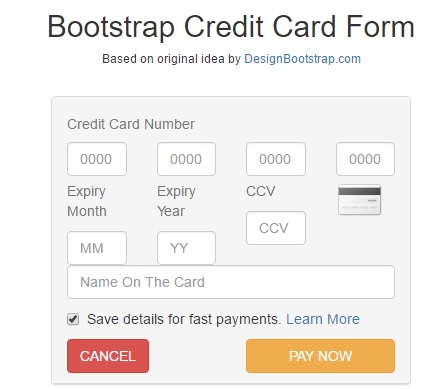 Bootstrap Credit Card Form
Based on original idea by DesignBootstrap.com
Credit Card Number
0000 0000 0000 0000
Expiry Month
Expiry Year
CCV
MM YY CCV
Name On The Card
Save details for fast payments. Learn More
CANCEL PAY NOW